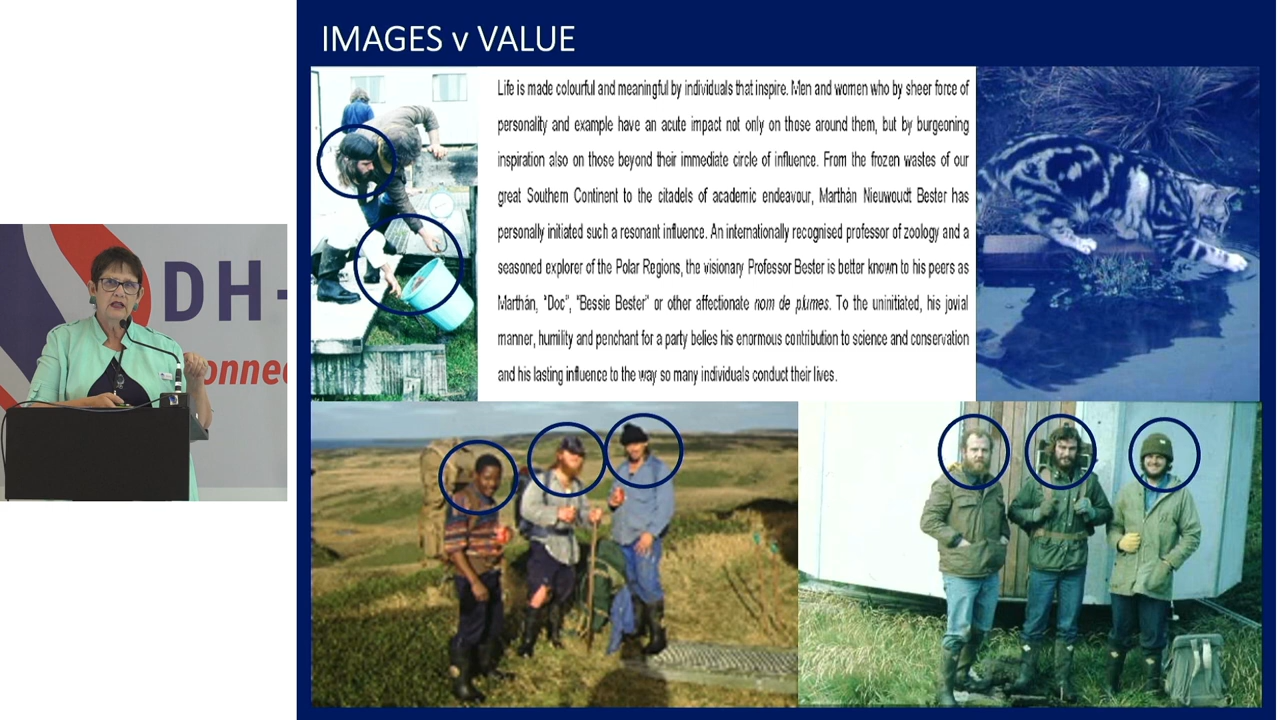 IMAGES v VALUE
Life is made colourful and meaningful by individuals that inspire. Men and women who by sheer force of
personality and example have an acute impact not only on those around them, but by burgeoning
inspiration also on those beyond their immediate circle of influence. From the frozen wastes of our
great Southern Continent to the citadels of academic endeavour, Marthán Nieuwoudt Bester has
personally initiated such a resonant influence. An internationally recognised professor of zoology and a
seasoned explorer of the Polar Regions, the visionary Professor Bester is better known to his peers as
Marthán, "Doc", "Bessie Bester" or other affectionate nom de plumes. To the uninitiated, his jovial
manner, humility and penchant for a party belies his enormous contribution to science and conservation
and his lasting influence to the way so many individuals conduct their lives.
DH-
onnec